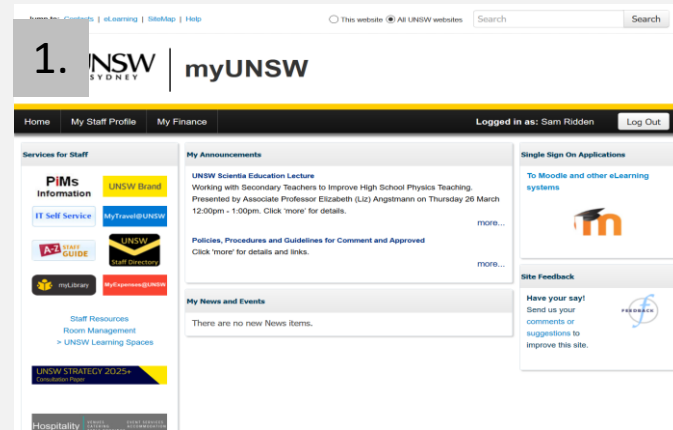 Jump to: Contacts | eLearning | SiteMap | Help
This website All UNSW websites Search Search
1.
UNSW
SYDNEY
myUNSW
Home My Staff Profile My Finance Logged in as: Sam Ridden Log Out
Services for Staff
PiMs
Information
UNSW Brand
IT Self Service
MyTravel@UNSW
A-Z STAFF
GUIDE
UNSW
Staff Directory
myLibrary
MyExpenses@UNSW
Staff Resources
Room Management
> UNSW Learning Spaces
UNSW STRATEGY 2025+
Consultation Paper
Hospitality
My Announcements
UNSW Scientia Education Lecture
Working with Secondary Teachers to Improve High School Physics Teaching.
Presented by Associate Professor Elizabeth (Liz) Angstmann on Thursday 26 March
12:00pm - 1:00pm. Click 'more' for details.
more...
Policies, Procedures and Guidelines for Comment and Approved
Click 'more' for details and links.
more...
My News and Events
There are no new News items.
Single Sign On Applications
To Moodle and other eLearning
systems
m
Site Feedback
Have your say!
Send us your
comments or
suggestions to
improve this site.
FEEDBACK